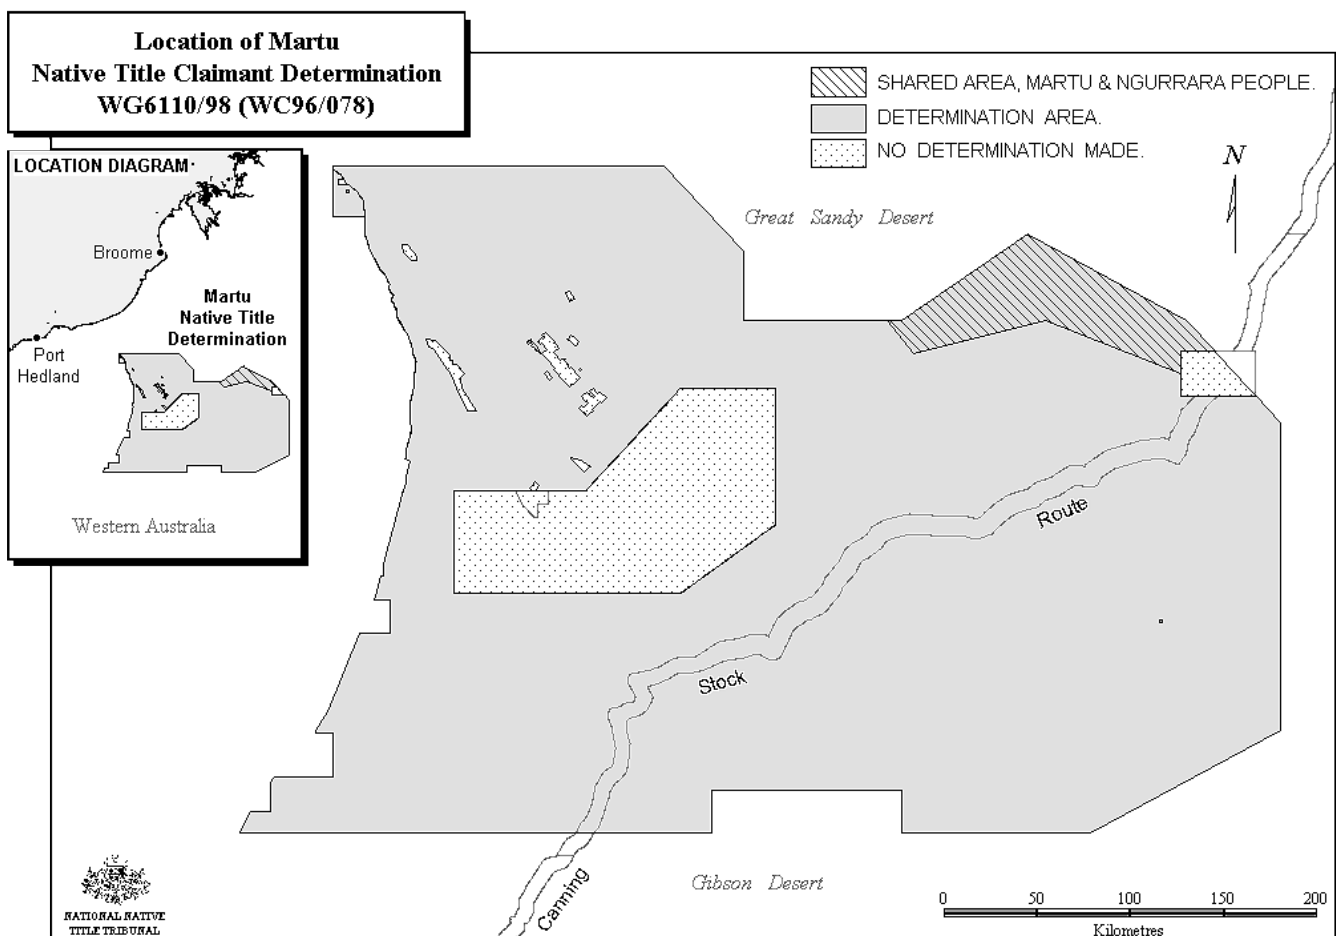 Location of Martu
Native Title Claimant Determination
WG6110/98 (WC96/078)
SHARED AREA, MARTU & NGURRARA PEOPLE.
DETERMINATION AREA.
NO DETERMINATION MADE.
N
LOCATION DIAGRAM
Broome
Martu
Native Title
Determination
Port
Hedland
Western Australia
Great Sandy Desert
Route
Stock
Canning
Gibson Desert
NATIONAL NATIVE
TITLE TRIBUNAL
0 50 100 150 200
Kilometres